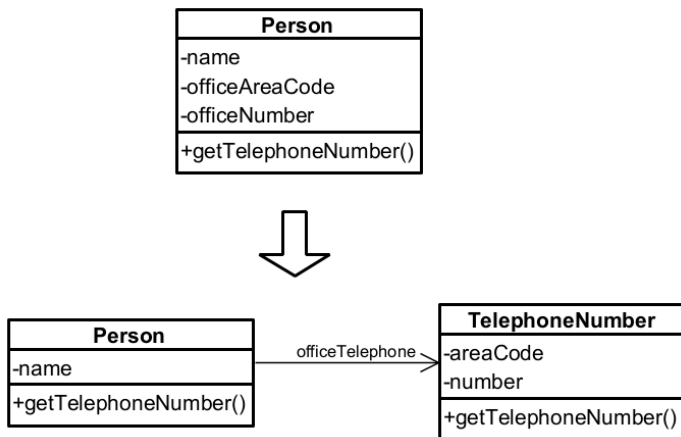 Person
-name
-officeAreaCode
-officeNumber
+getTelephoneNumber()
Person
-name
+getTelephoneNumber()
officeTelephone
TelephoneNumber
-areaCode
-number
+getTelephoneNumber()